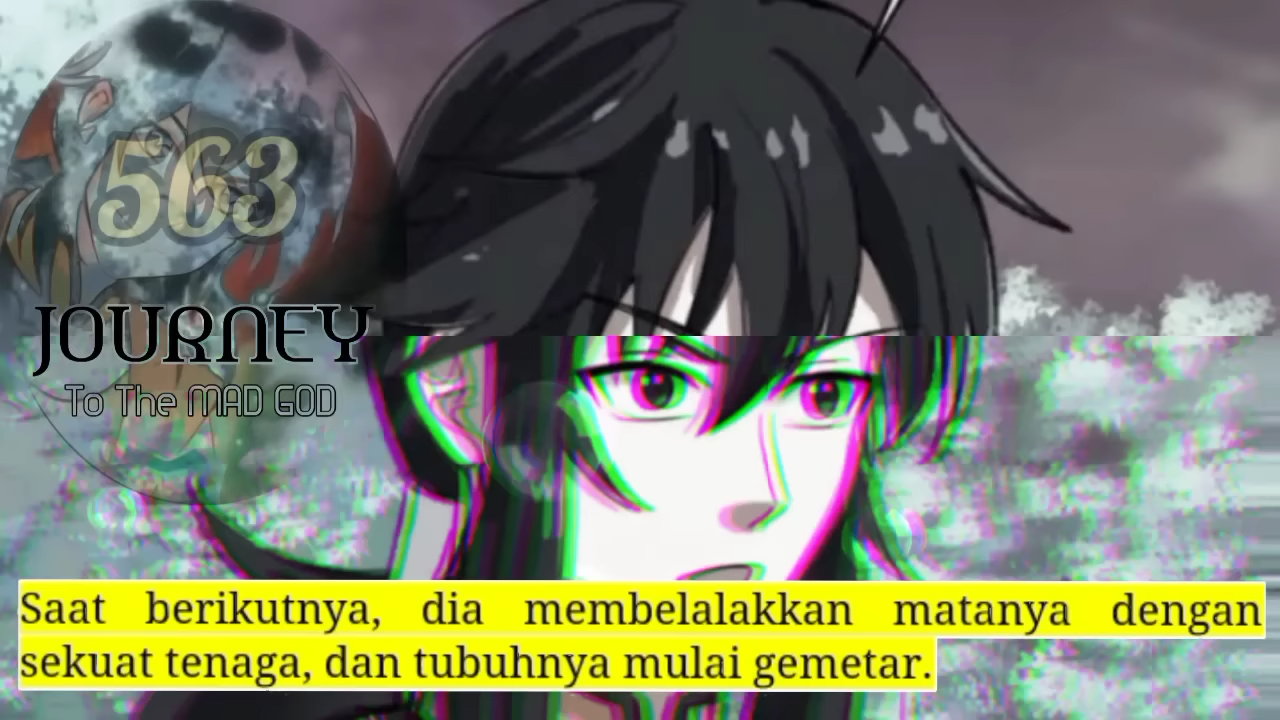 563
JOURNEY
To The MAD GOD
Saat berikutnya, dia membelalakkan matanya dengan
sekuat tenaga, dan tubuhnya mulai gemetar.